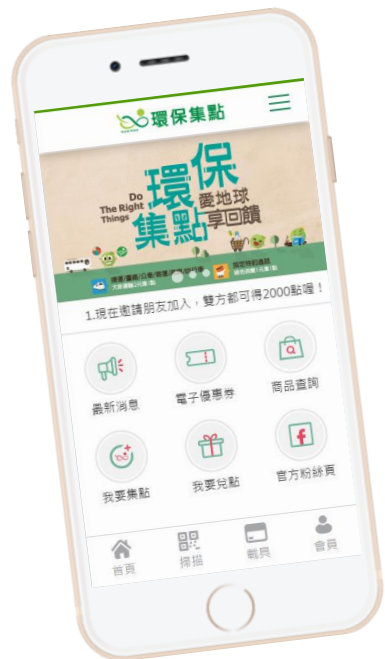 環保集點
Do
The Right
Things
環保
集點
愛地球
享回饋
1.現在邀請朋友加入，雙方都可得2000點喔！
最新消息
電子優惠券
商品查詢
我要集點
我要兌點
官方粉絲頁
首頁
掃描
載具
會員